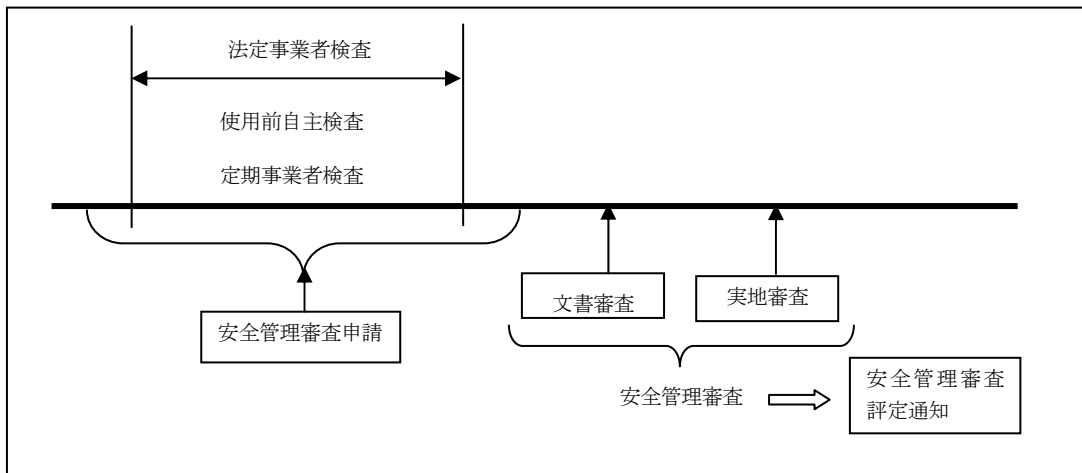 法定事業者検査
使用前自主検査
定期事業者検査
文書審査
実地審査
安全管理審査申請
安全管理審査
安全管理審査
評定通知